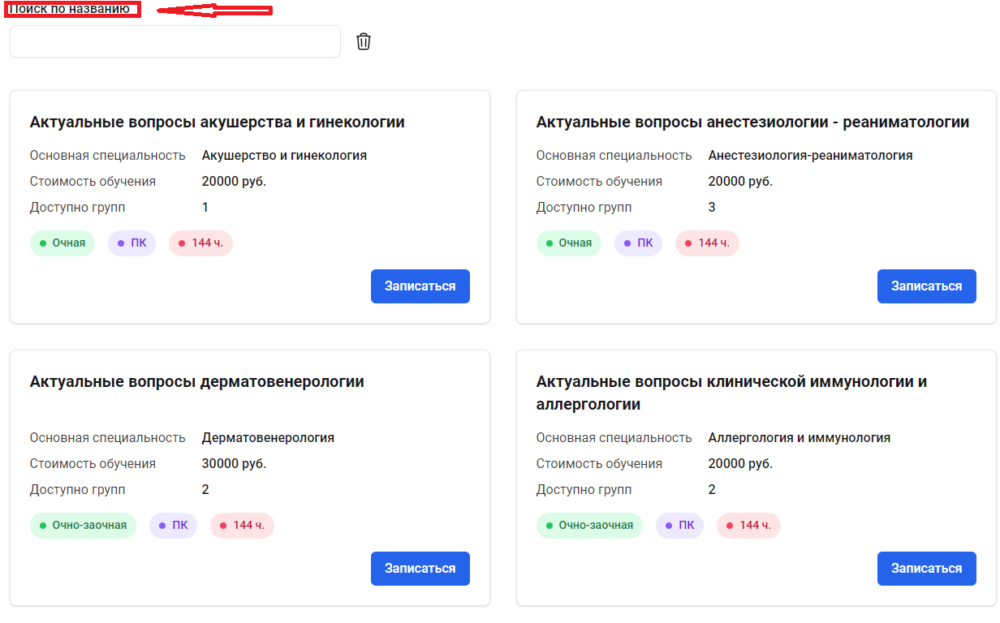 Поиск по названию
Актуальные вопросы акушерства и гинекологии
Основная специальность Акушерство и гинекология
Стоимость обучения 20000 руб.
Доступно групп 1
Очная ПК 144 ч.
Записаться
Актуальные вопросы анестезиологии - реаниматологии
Основная специальность Анестезиология-реаниматология
Стоимость обучения 20000 руб.
Доступно групп 3
Очная ПК 144 ч.
Записаться
Актуальные вопросы дерматовенерологии
Основная специальность Дерматовенерология
Стоимость обучения 30000 руб.
Доступно групп 2
Очно-заочная ПК 144 ч.
Записаться
Актуальные вопросы клинической иммунологии и
аллергологии
Основная специальность Аллергология и иммунология
Стоимость обучения 20000 руб.
Доступно групп 2
Очно-заочная ПК 144 ч.
Записаться